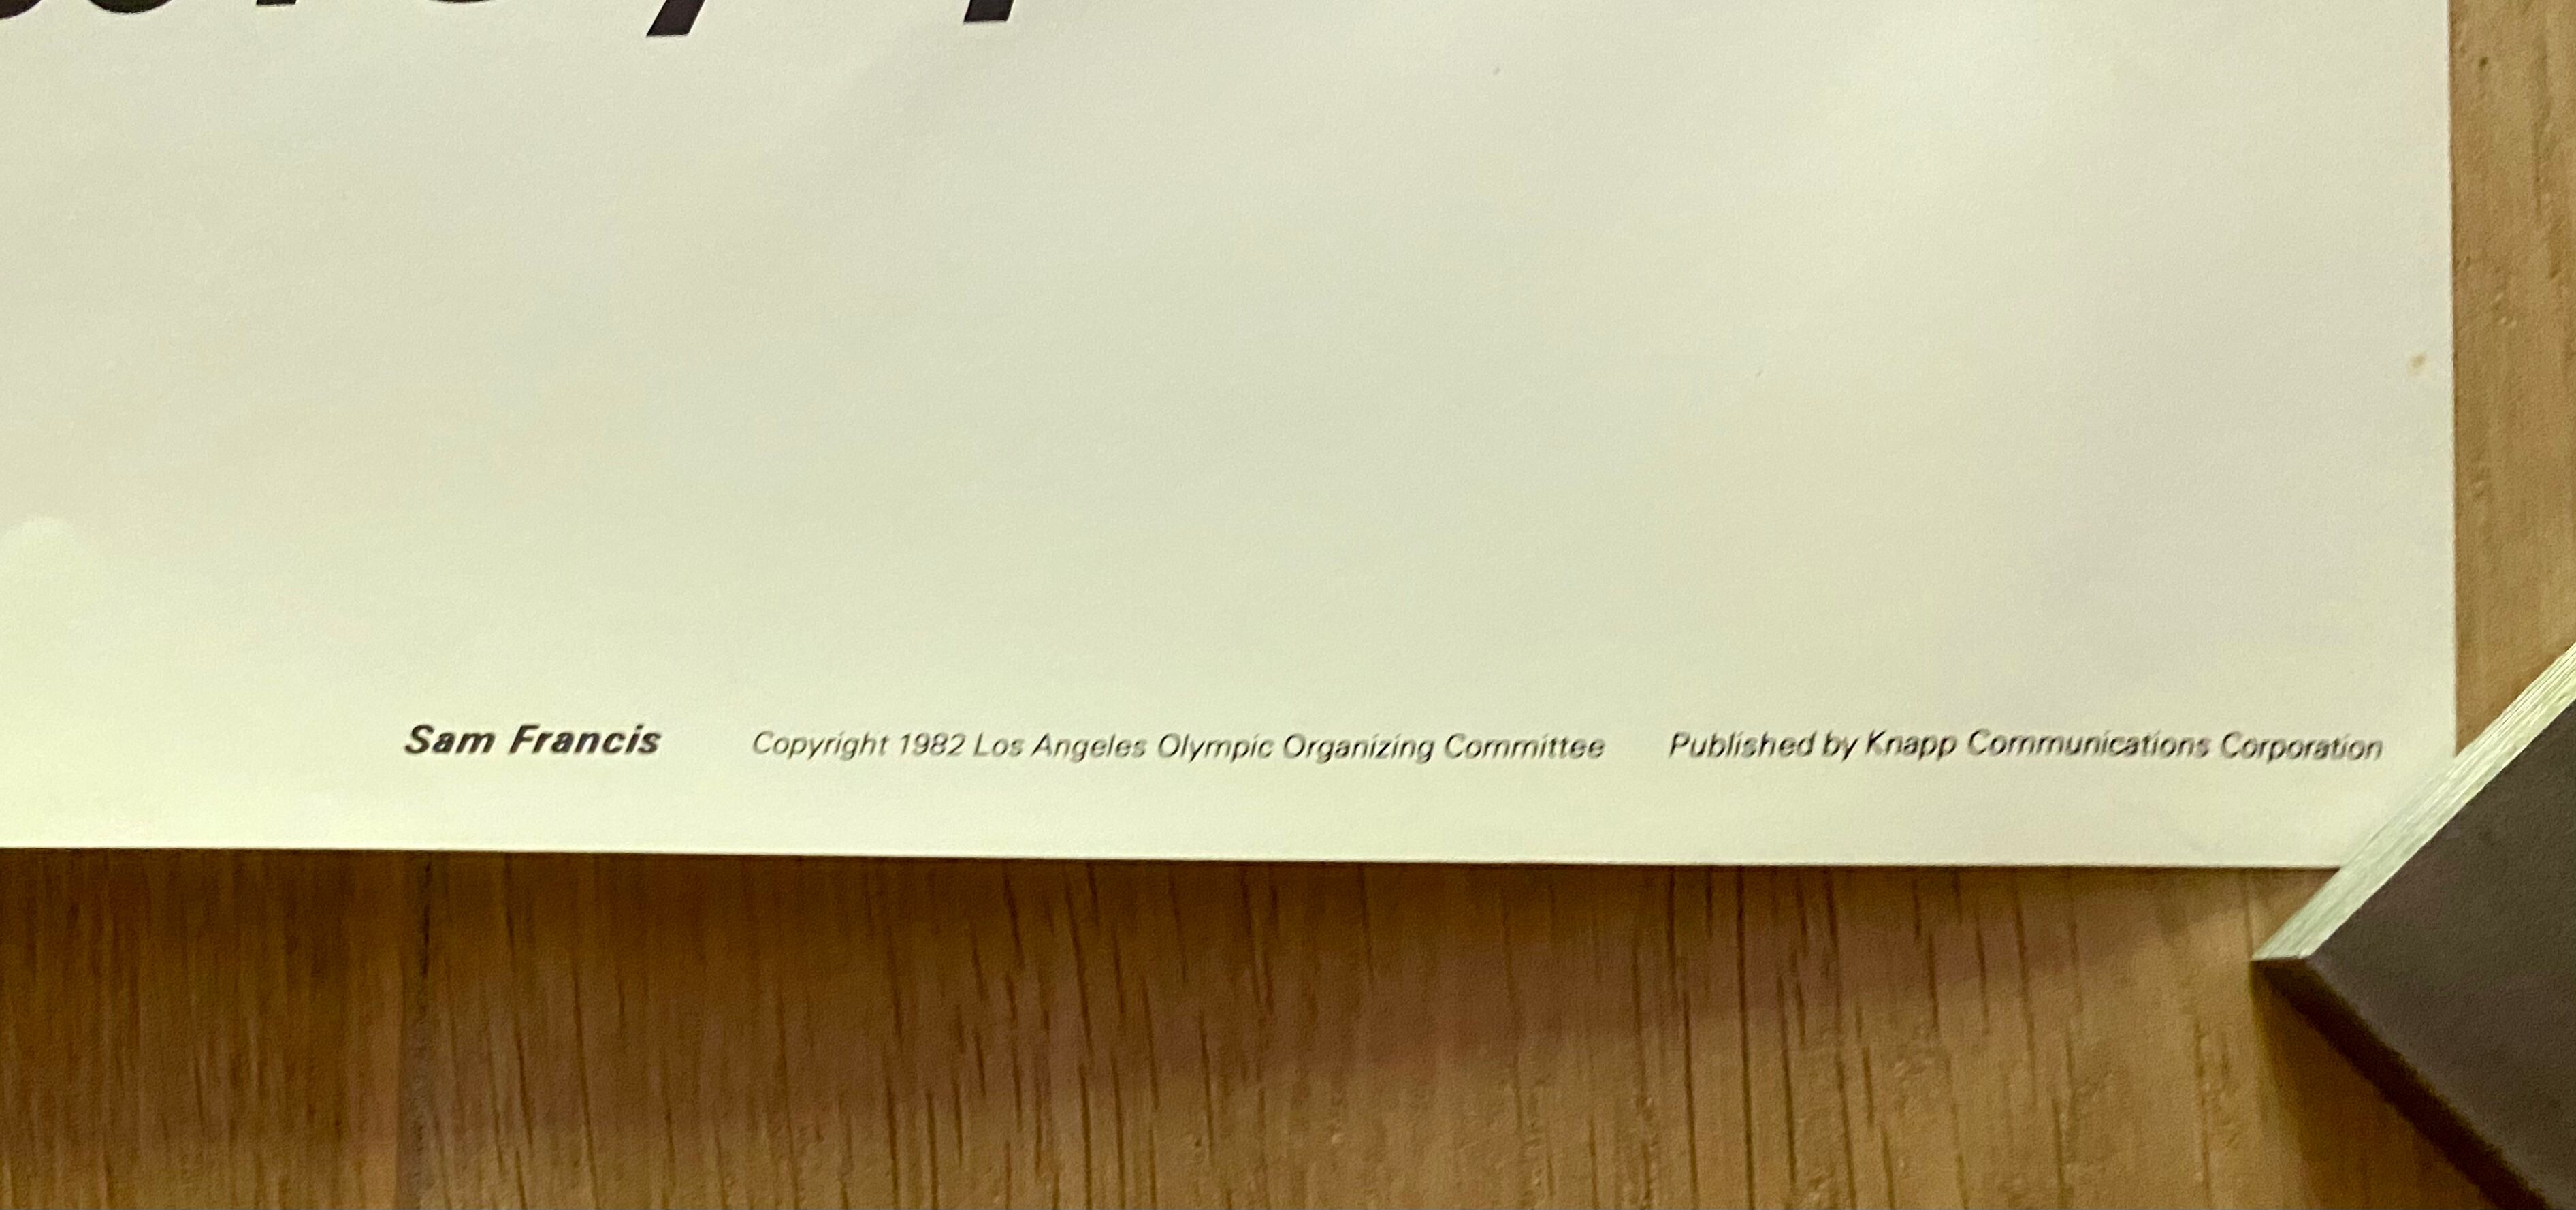 Sam Francis Copyright 1982 Los Angeles Olympic Organizing Committee Published by Knapp Communications Corporation